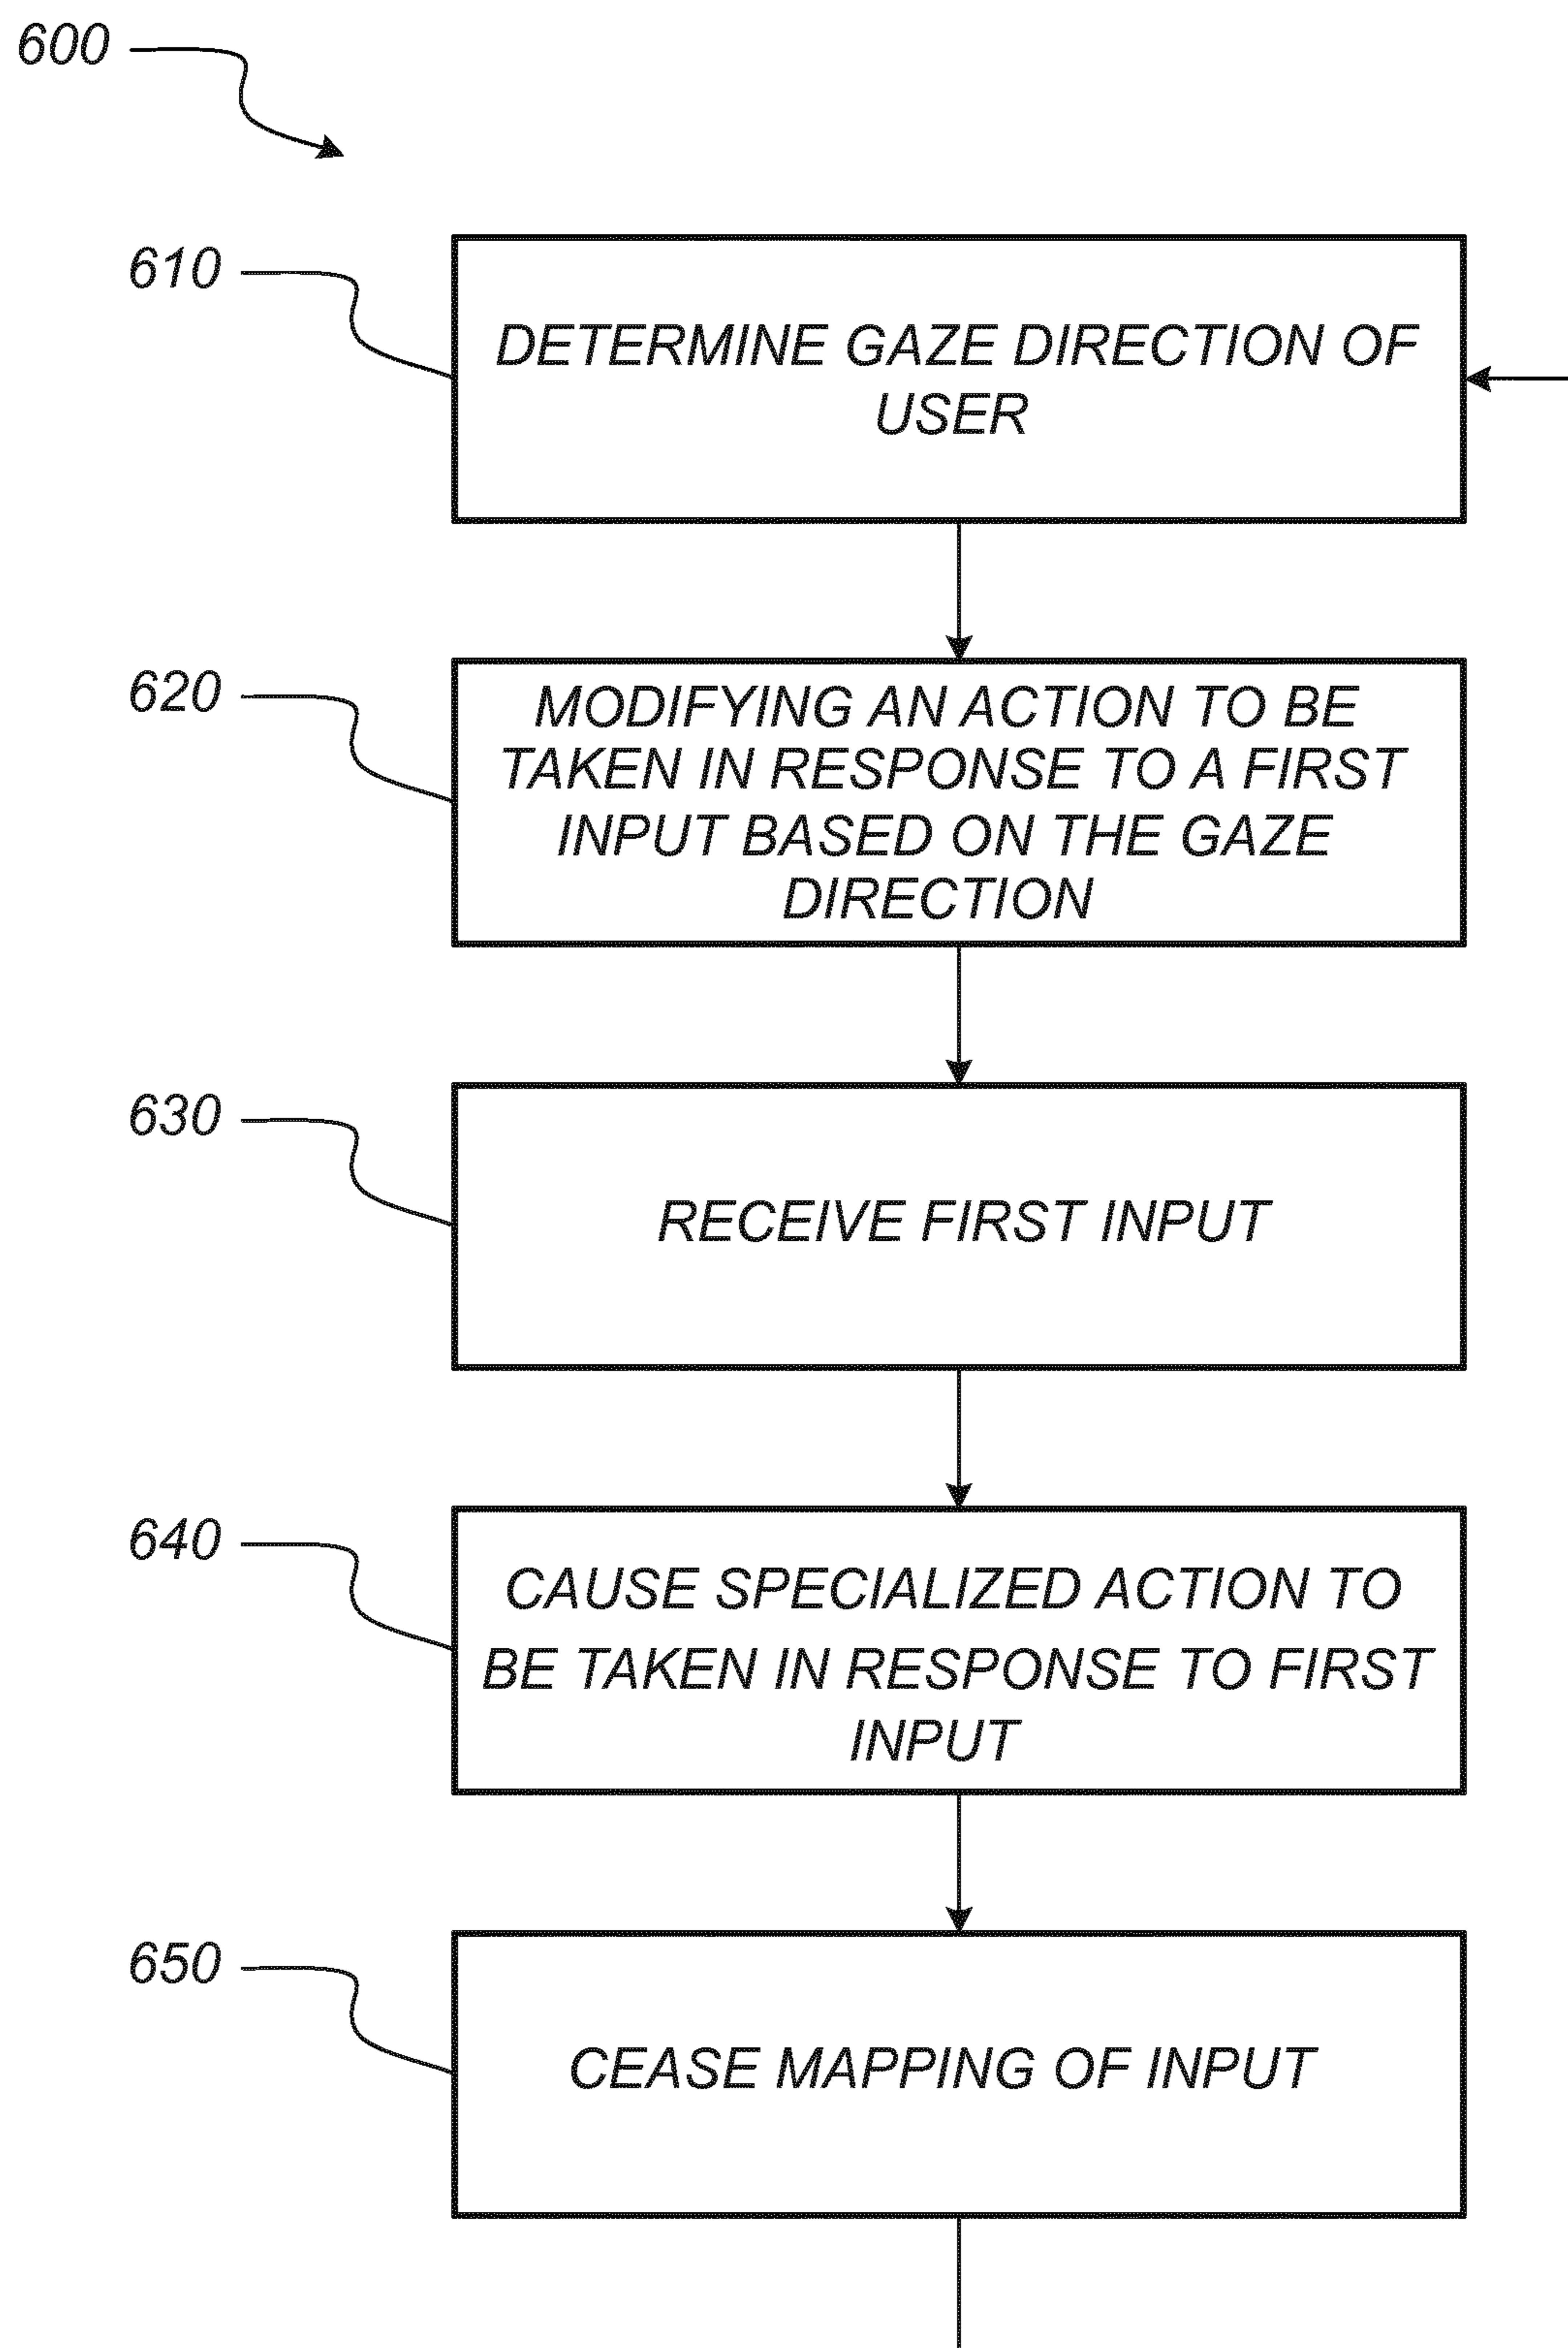 600
610
DETERMINE GAZE DIRECTION OF
USER
620
MODIFYING AN ACTION TO BE
TAKEN IN RESPONSE TO A FIRST
INPUT BASED ON THE GAZE
DIRECTION
630
RECEIVE FIRST INPUT
640
CAUSE SPECIALIZED ACTION TO
BE TAKEN IN RESPONSE TO FIRST
INPUT
650
CEASE MAPPING OF INPUT